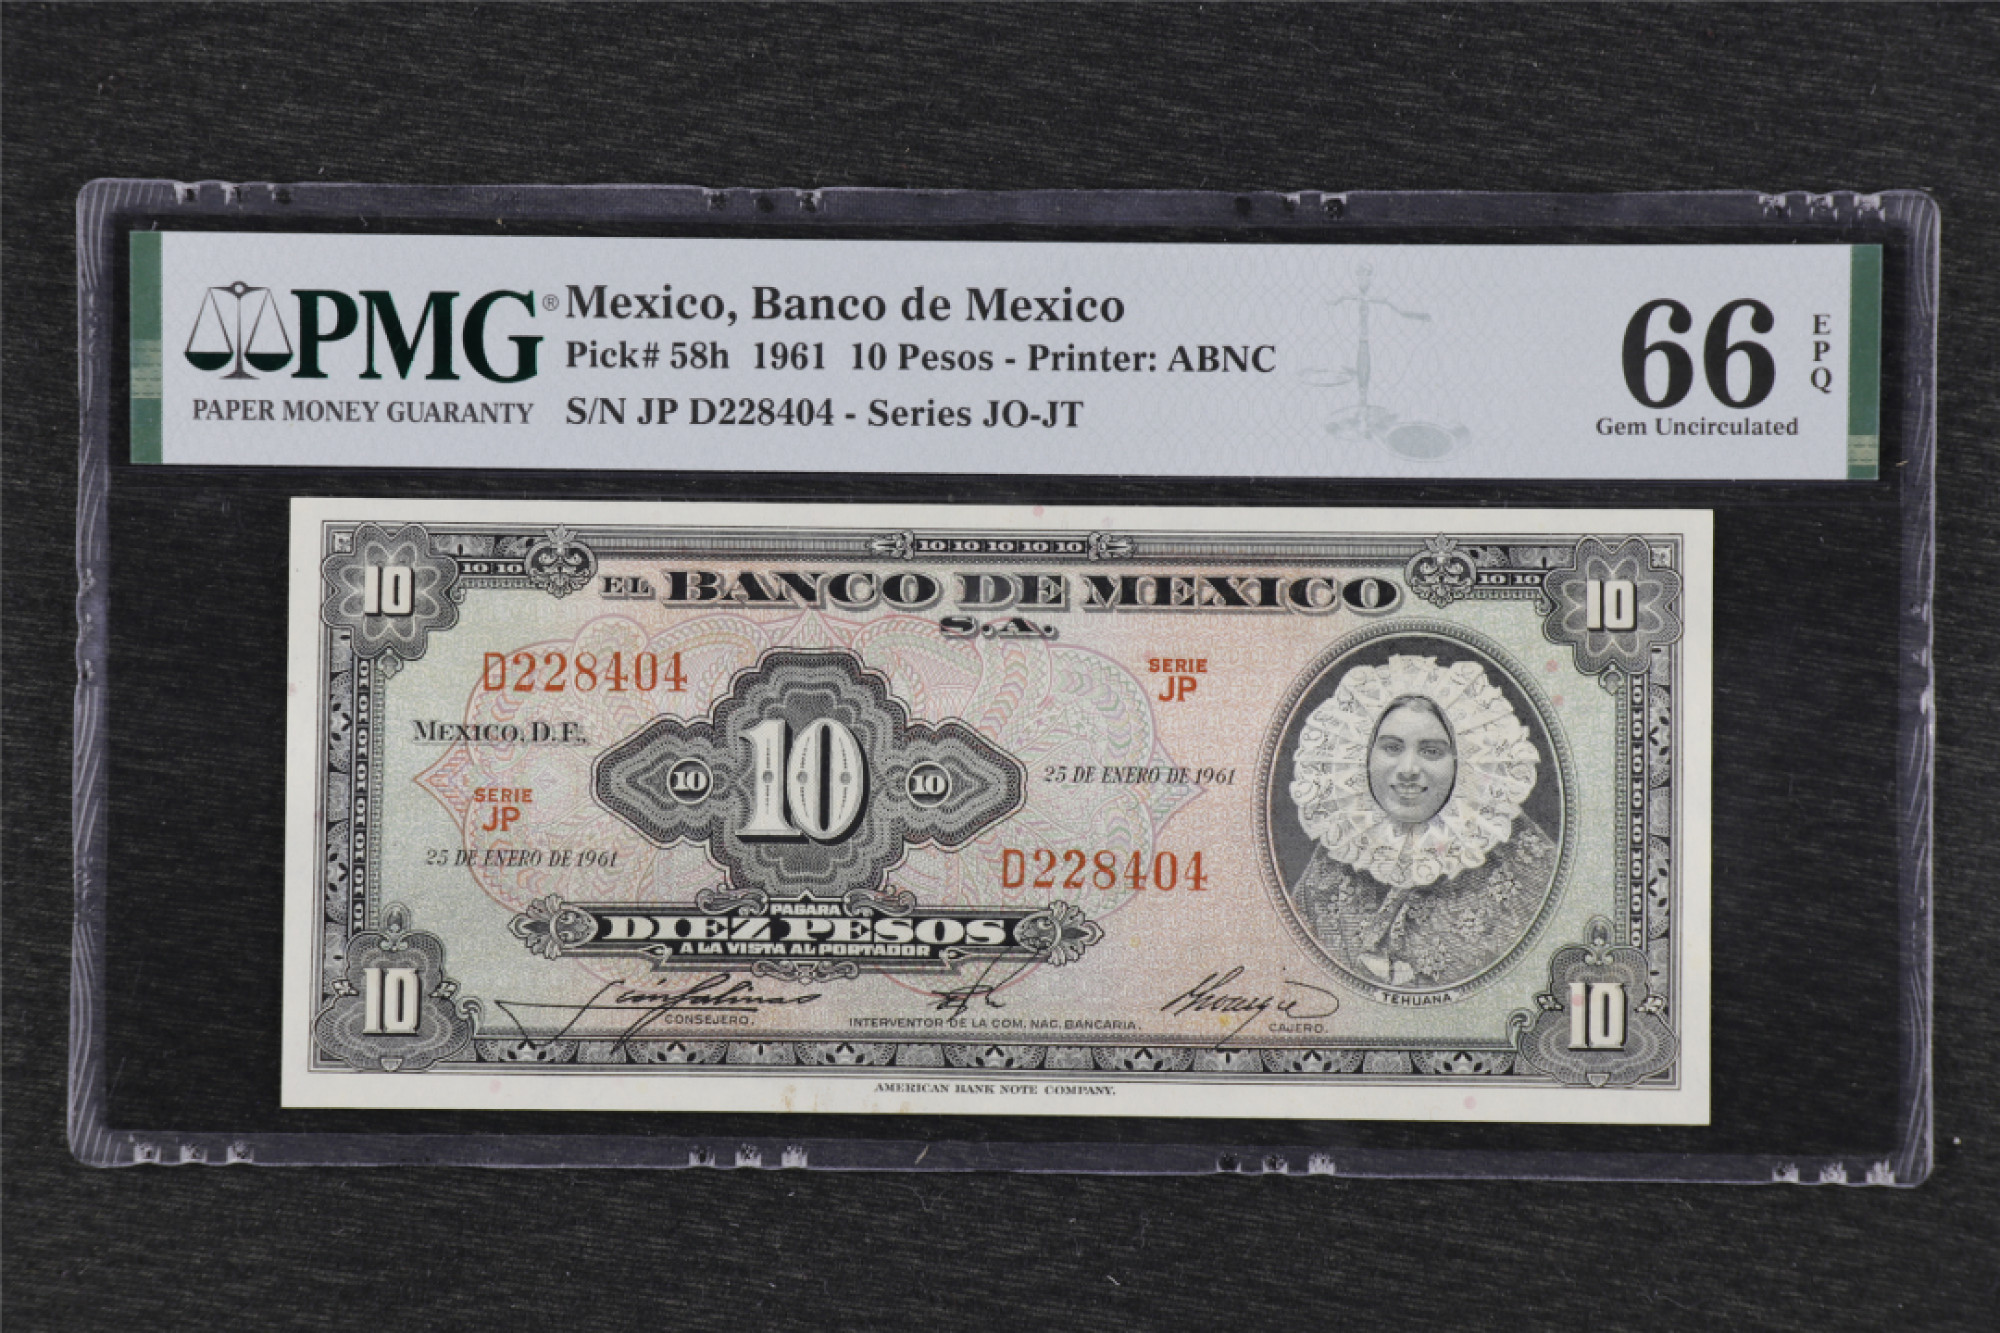 PMG®
PAPER MONEY GUARANTY
Mexico, Banco de Mexico
Pick# 58h 1961 10 Pesos - Printer: ABNC
S/N JP D228404 - Series JO-JT
66
EPQ
Gem Uncirculated
10 10 10 10 10
10
10 10
10 10
10
EL BANCO DE MEXICO
S.A.
D228404
SERIE
JP
MEXICO, D.F.,
10
10
10
25 DE ENERO DE 1961
SERIE
JP
25 DE ENERO DE 1961
D228404
PAGARA
DIEZ PESOS
A LA VISTA AL PORTADOR
10
10
TEHUANA
CONSEJERO.
INTERVENTOR DE LA COM. NAC. BANCARIA.
CAJERO.
AMERICAN BANK NOTE COMPANY.